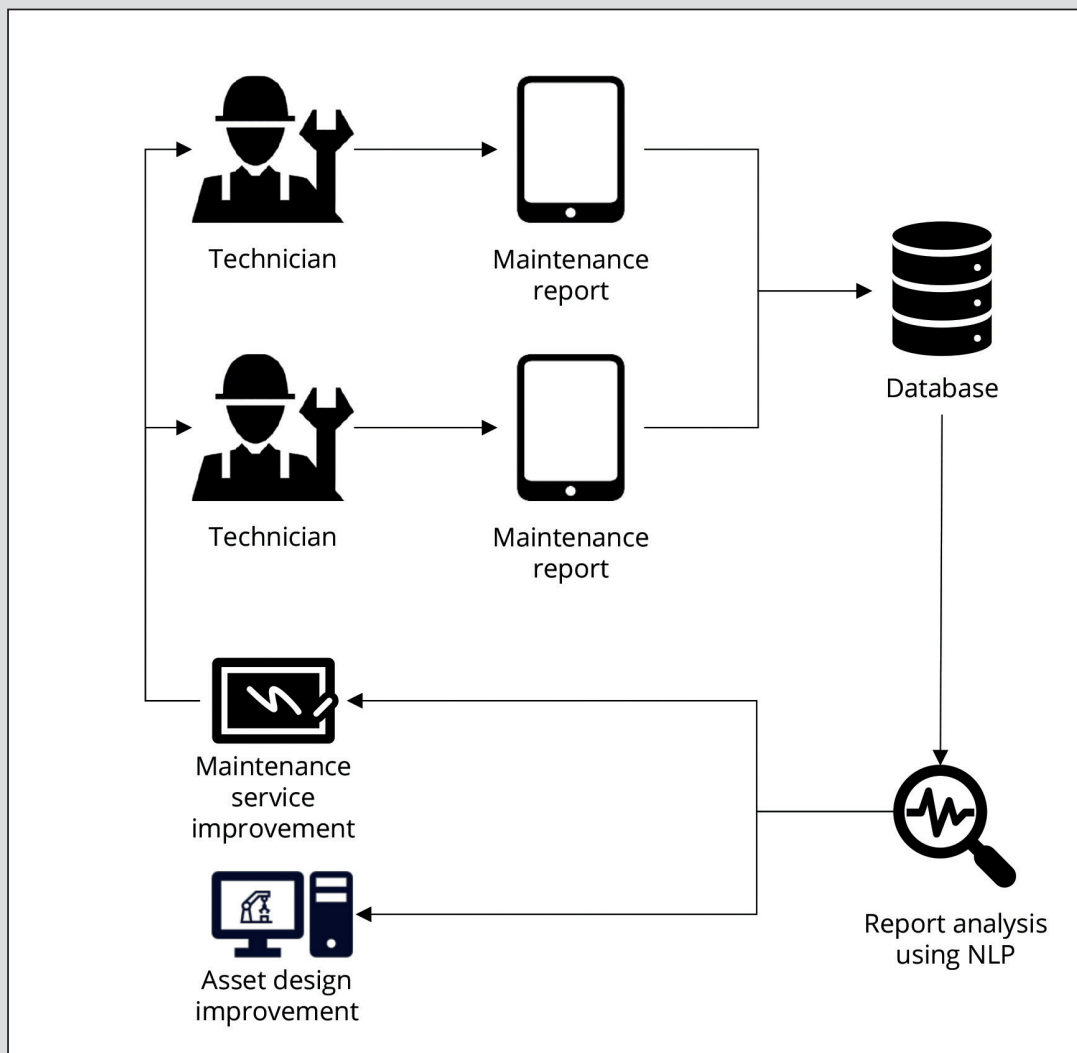 Technician
Maintenance
report
Database
Technician
Maintenance
report
Maintenance
service
improvement
Report analysis
using NLP
Asset design
improvement